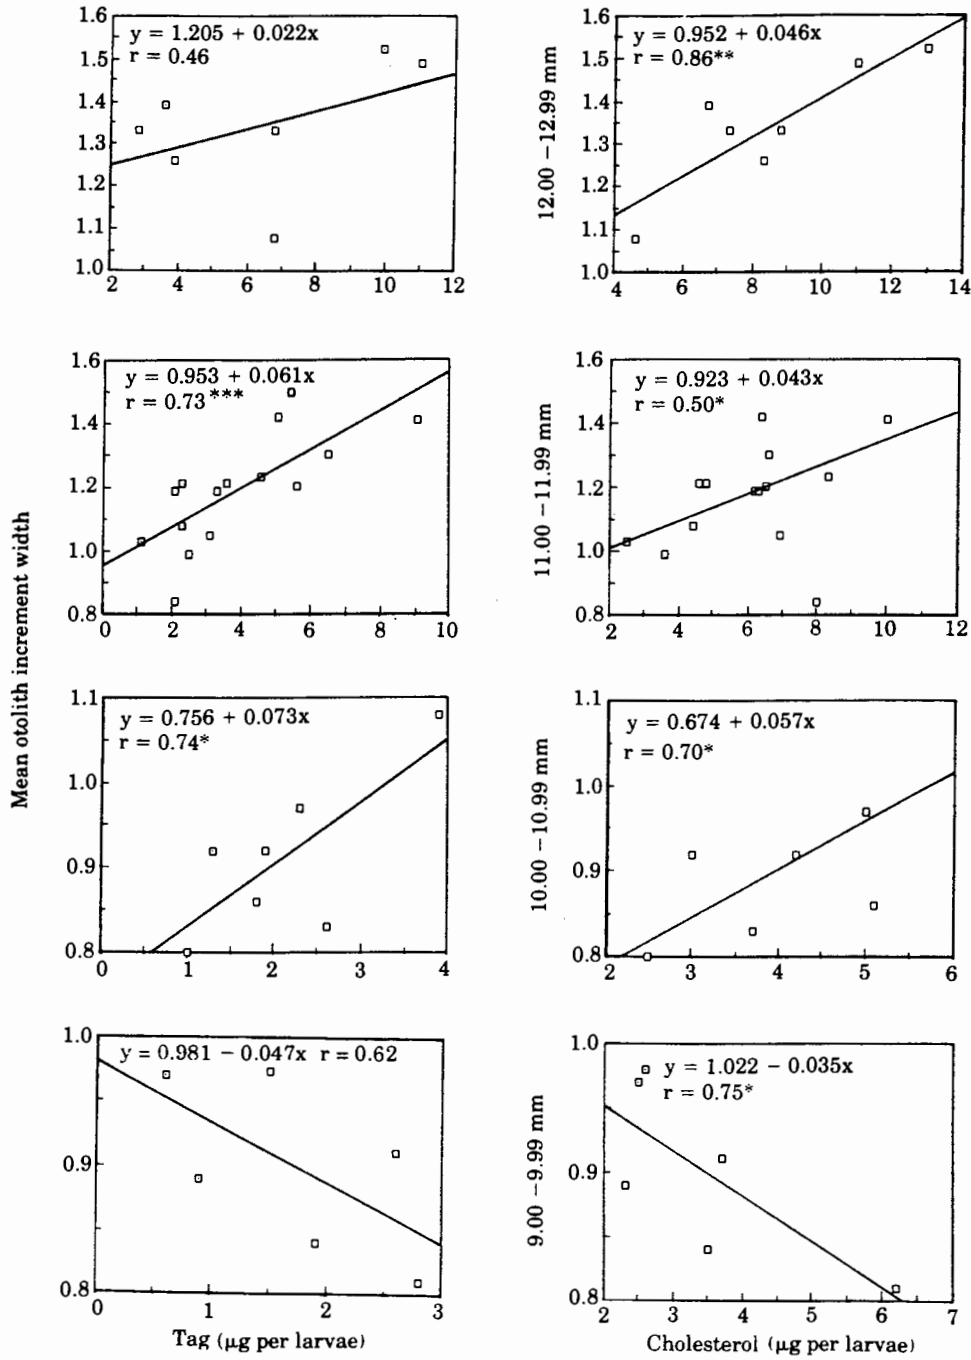 Mean otolith increment width
y = 1.205 + 0.022x
r = 0.46
1.6
1.5
1.4
1.3
1.2
1.1
1.0
2 4 6 8 10 12
12.00 – 12.99 mm
y = 0.952 + 0.046x
r = 0.86**
1.6
1.5
1.4
1.3
1.2
1.1
1.0
4 6 8 10 12 14
y = 0.953 + 0.061x
r = 0.73***
1.6
1.4
1.2
1.0
0.8
0 2 4 6 8 10
11.00 – 11.99 mm
y = 0.923 + 0.043x
r = 0.50*
1.6
1.4
1.2
1.0
0.8
2 4 6 8 10 12
y = 0.756 + 0.073x
r = 0.74*
1.1
1.0
0.9
0.8
0 1 2 3 4
10.00 – 10.99 mm
y = 0.674 + 0.057x
r = 0.70*
1.1
1.0
0.9
0.8
2 3 4 5 6
y = 0.981 – 0.047x r = 0.62
1.0
0.9
0.8
0 1 2 3
Tag (μg per larvae)
9.00 – 9.99 mm
y = 1.022 – 0.035x
r = 0.75*
1.0
0.9
0.8
2 3 4 5 6 7
Cholesterol (μg per larvae)